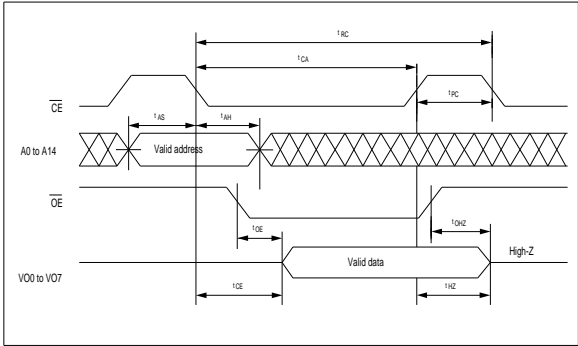 tRC
tCA
tPC
CE
tAS
tAH
A0 to A14
Valid address
OE
tOE
tOHZ
High-Z
VO0 to VO7
Valid data
tCE
tHZ